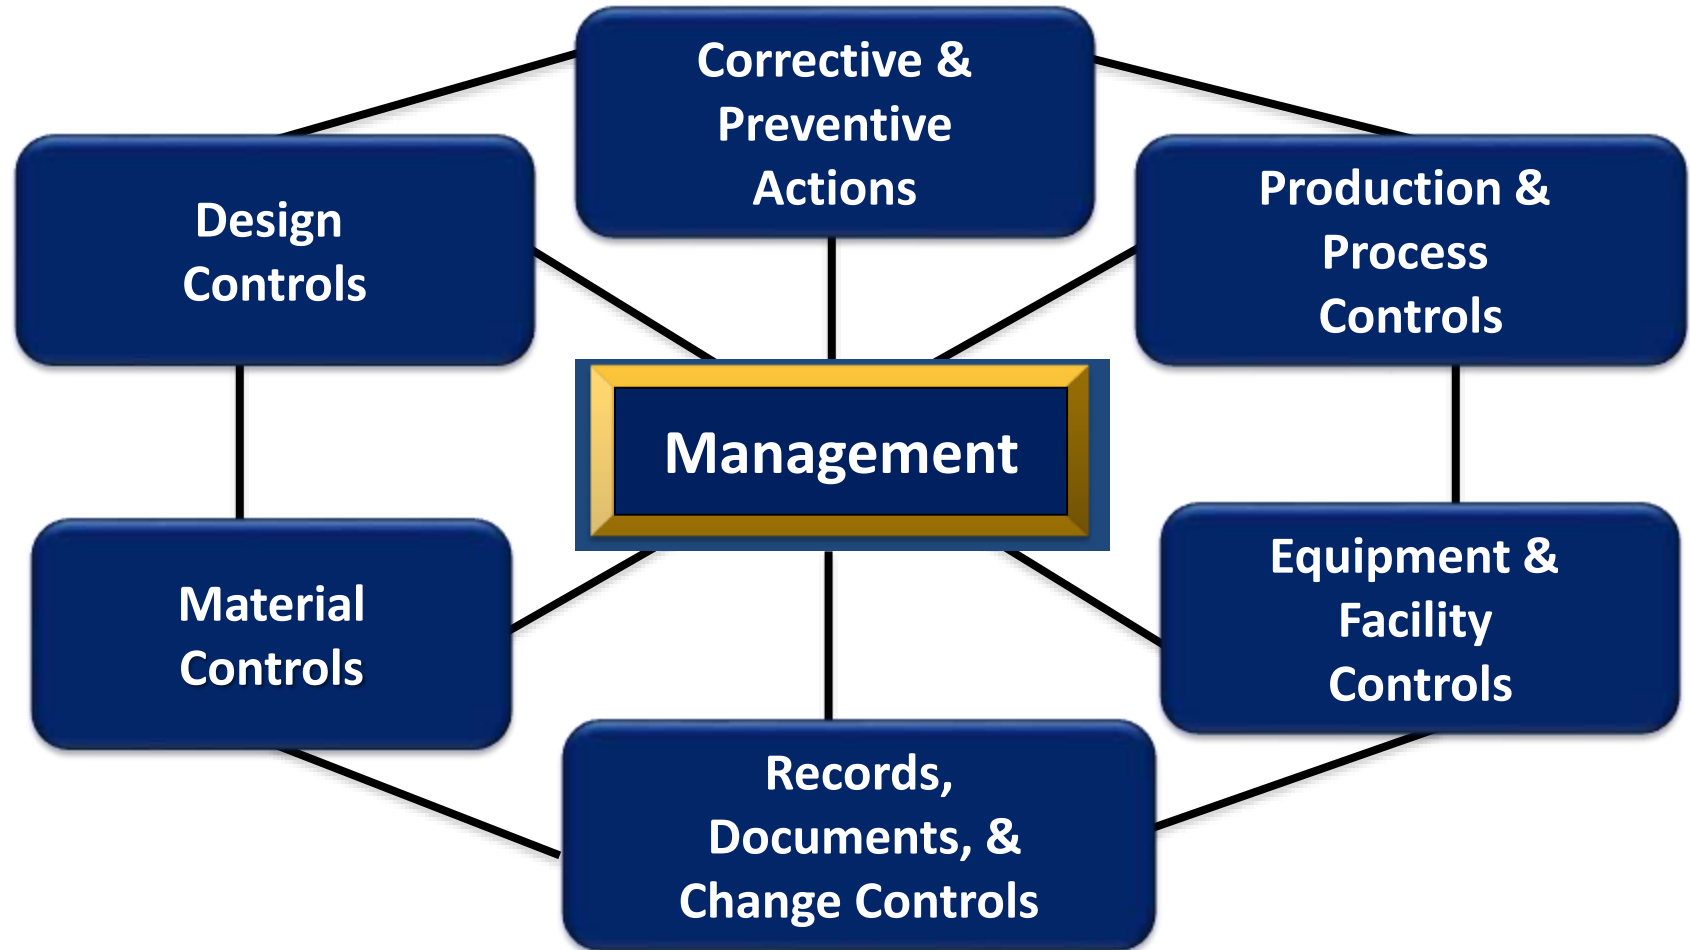 Corrective &
Preventive
Actions
Design
Controls
Production &
Process
Controls
Management
Material
Controls
Equipment &
Facility
Controls
Records,
Documents, &
Change Controls